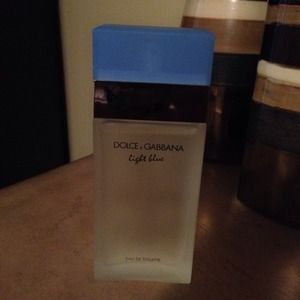 DOLCE & GABBANA
light blue
EAU DE TOILETTE